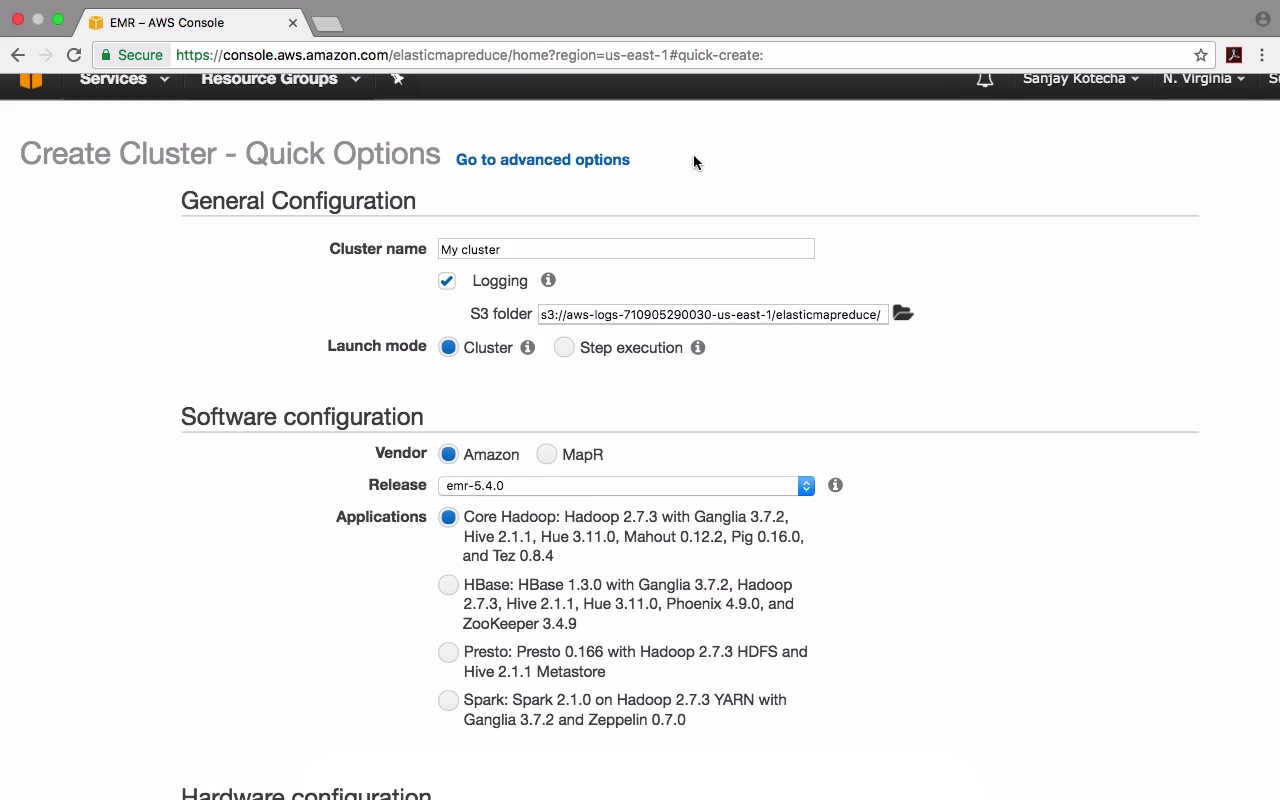 EMR – AWS Console
Secure https://console.aws.amazon.com/elasticmapreduce/home?region=us-east-1#quick-create:
Services Resource Groups Sanjay Kotecha N. Virginia
Create Cluster - Quick Options Go to advanced options
General Configuration
Cluster name My cluster
Logging
S3 folder s3://aws-logs-710905290030-us-east-1/elasticmapreduce/
Launch mode Cluster Step execution
Software configuration
Vendor Amazon MapR
Release emr-5.4.0
Applications Core Hadoop: Hadoop 2.7.3 with Ganglia 3.7.2,
Hive 2.1.1, Hue 3.11.0, Mahout 0.12.2, Pig 0.16.0,
and Tez 0.8.4
HBase: HBase 1.3.0 with Ganglia 3.7.2, Hadoop
2.7.3, Hive 2.1.1, Hue 3.11.0, Phoenix 4.9.0, and
ZooKeeper 3.4.9
Presto: Presto 0.166 with Hadoop 2.7.3 HDFS and
Hive 2.1.1 Metastore
Spark: Spark 2.1.0 on Hadoop 2.7.3 YARN with
Ganglia 3.7.2 and Zeppelin 0.7.0
Hardware configuration